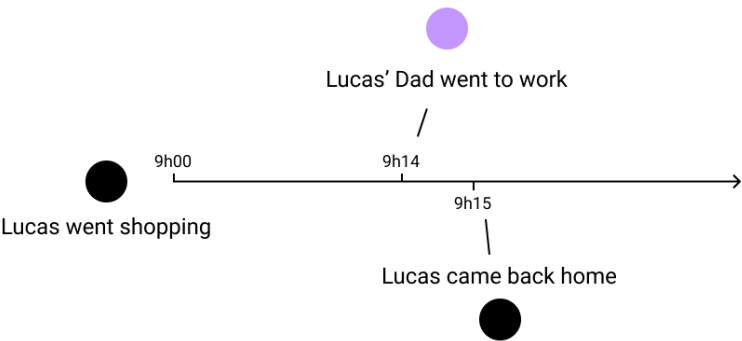 Lucas’ Dad went to work
9h00
9h14
Lucas went shopping
9h15
Lucas came back home